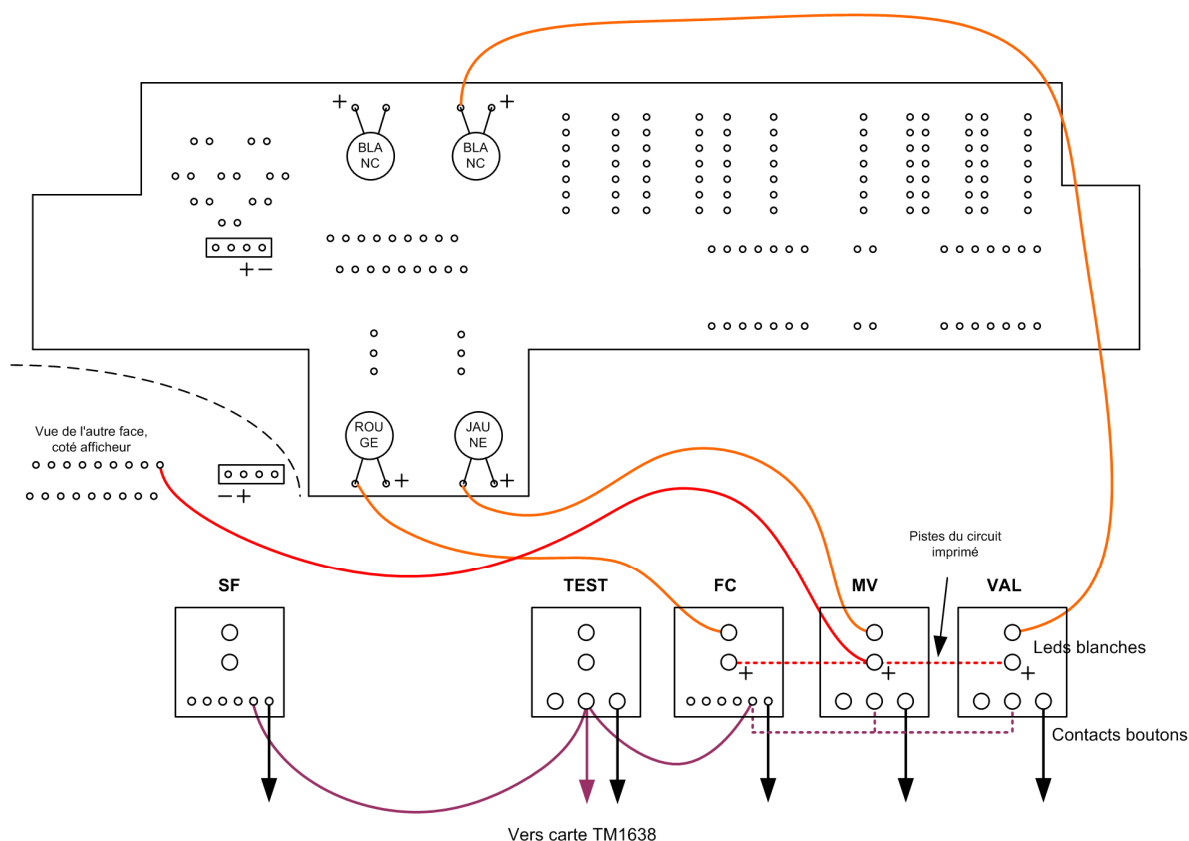 +
+
BLA
NC
BLA
NC
+ −
ROU
GE
JAU
NE
+
+
Vue de l'autre face,
coté afficheur
− +
Pistes du circuit
imprimé
SF
TEST
FC
MV
VAL
Leds blanches
+
+
+
Contacts boutons
Vers carte TM1638